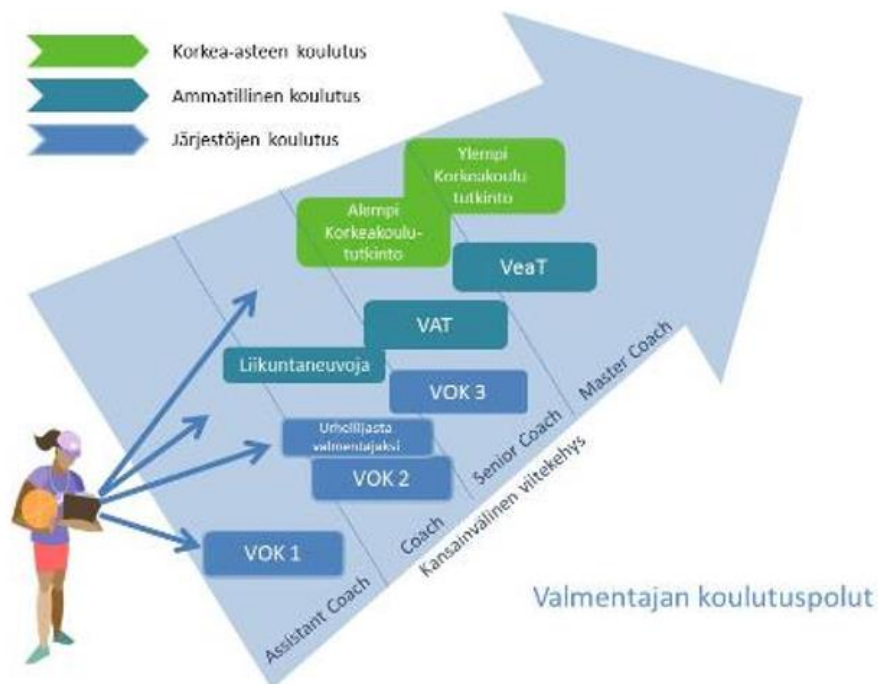 Korkea-asteen koulutus
Ammatillinen koulutus
Järjestöjen koulutus
Ylempi
Korkeakoulu
tutkinto
Alempi
Korkeakoulu-
tutkinto
VeaT
VAT
Liikuntaneuvoja
VOK 3
Urheilijasta
valmentajaksi
VOK 2
VOK 1
Assistant Coach
Coach
Senior Coach
Master Coach
Kansainvälinen viitekehys
Valmentajan koulutuspolut